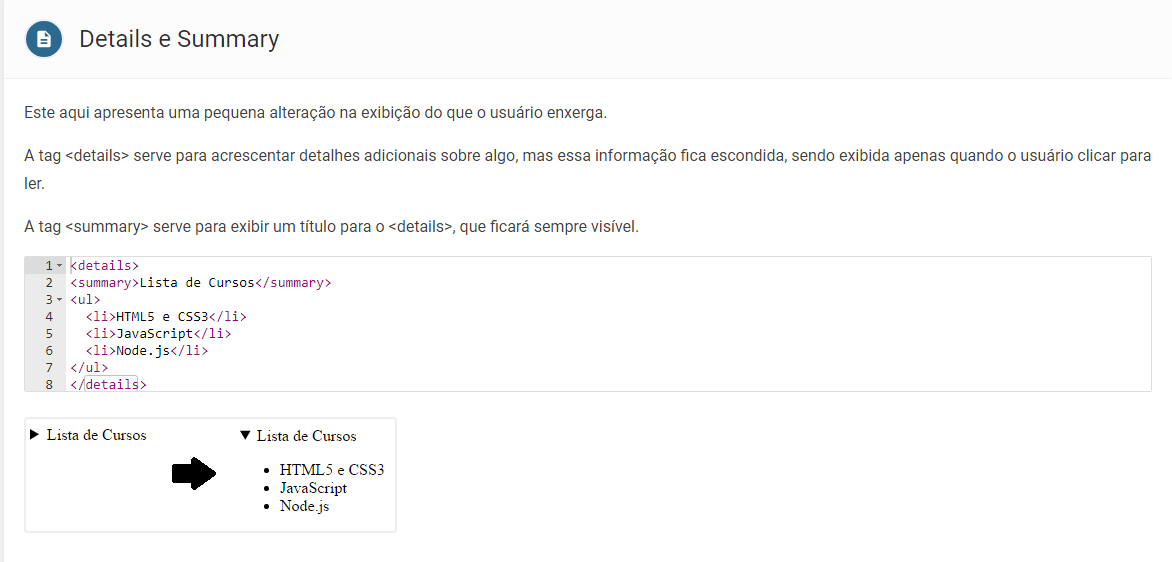 Details e Summary
Este aqui apresenta uma pequena alteração na exibição do que o usuário enxerga.
A tag <details> serve para acrescentar detalhes adicionais sobre algo, mas essa informação fica escondida, sendo exibida apenas quando o usuário clicar para
ler.
A tag <summary> serve para exibir um título para o <details>, que ficará sempre visível.
1 <details>
2 <summary>Lista de Cursos</summary>
3 <ul>
4   <li>HTML5 e CSS3</li>
5   <li>JavaScript</li>
6   <li>Node.js</li>
7 </ul>
8 </details>
Lista de Cursos
Lista de Cursos
HTML5 e CSS3
JavaScript
Node.js